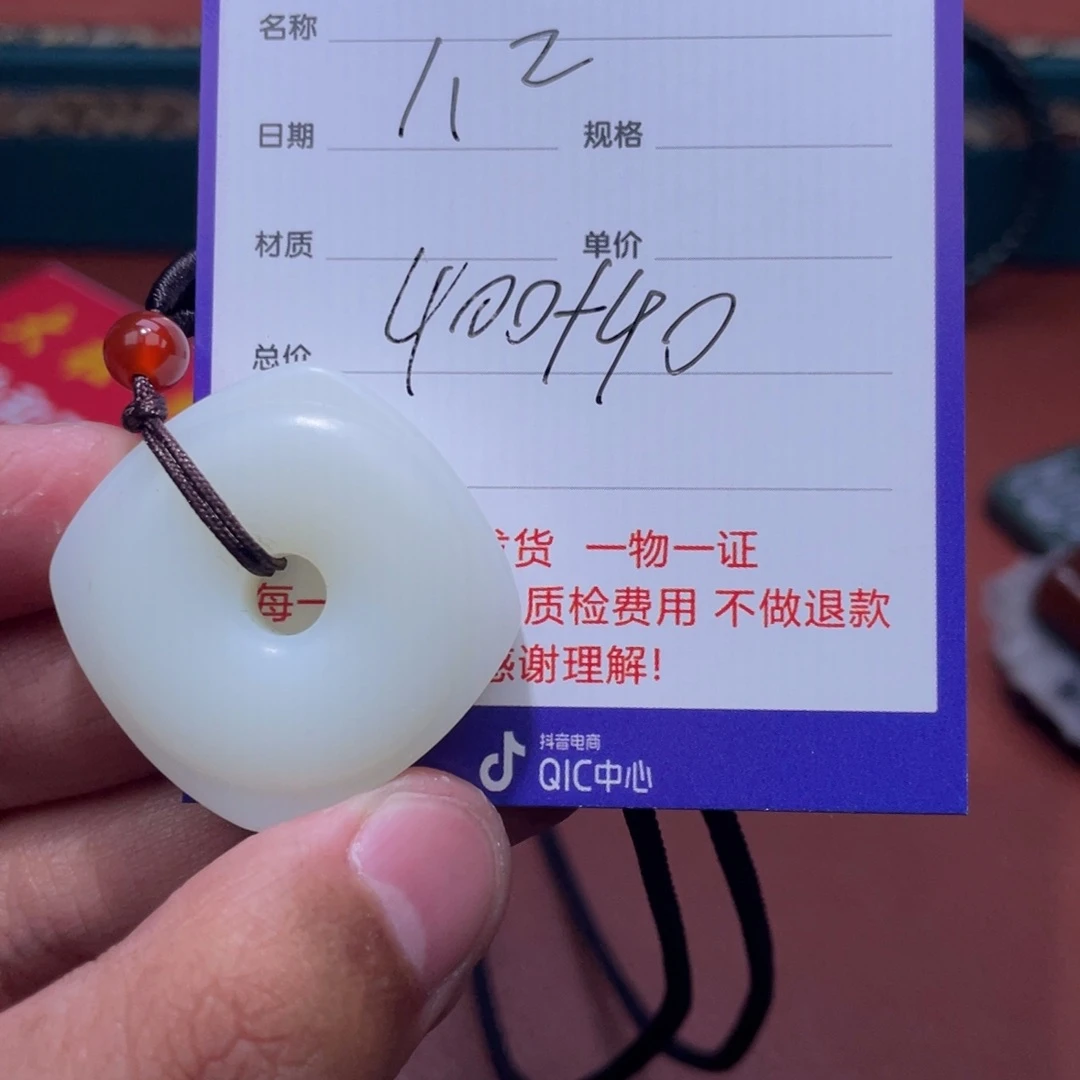 名称
112
日期 规格
材质 单价
400+40
总价
货 一物一证
每一 质检费用 不做退款
感谢理解!
抖音电商
QIC中心